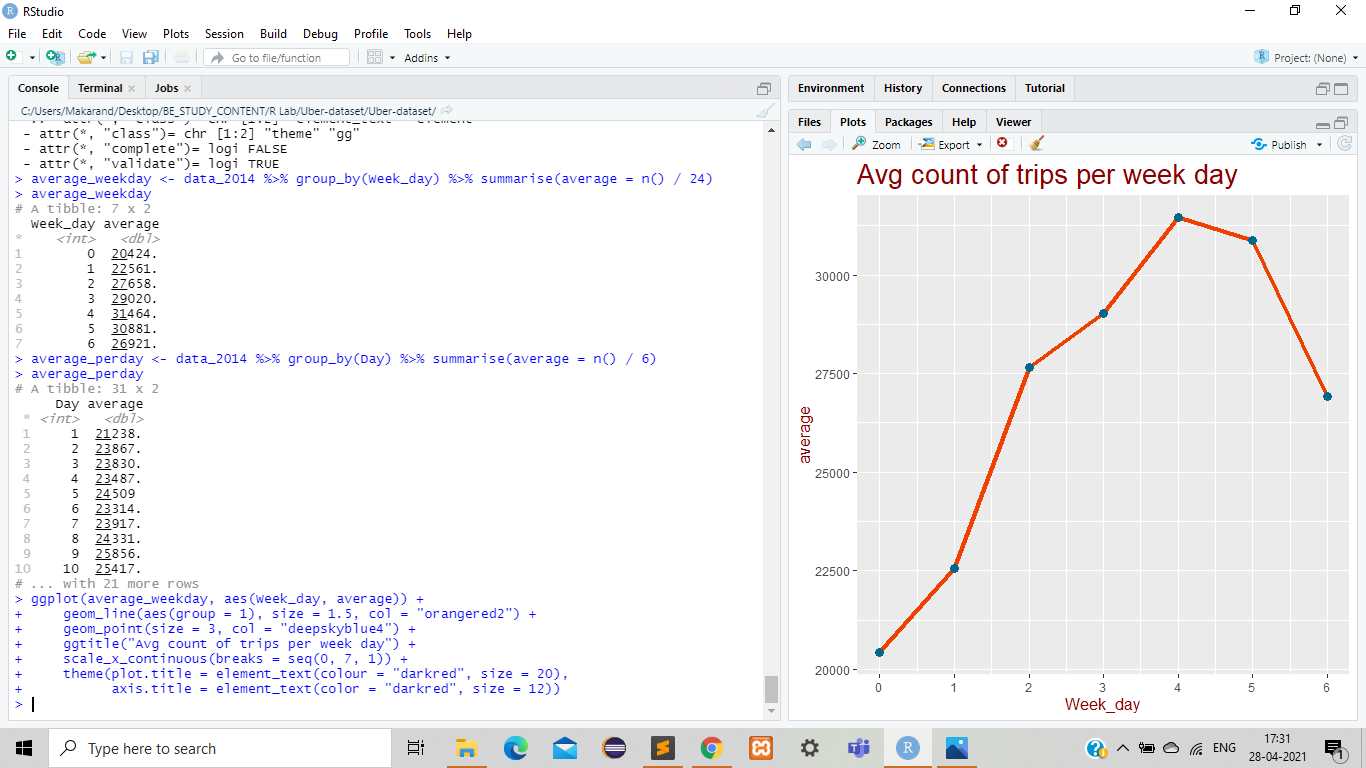 RStudio
File Edit Code View Plots Session Build Debug Profile Tools Help
Go to file/function Addins Project: (None)
Console Terminal Jobs
C:/Users/Makarand/Desktop/BE_STUDY_CONTENT/R Lab/Uber-dataset/Uber-dataset/
- attr(*, "class")= chr [1:2] "theme" "gg"
- attr(*, "complete")= logi FALSE
- attr(*, "validate")= logi TRUE
> average_weekday <- data_2014 %>% group_by(Week_day) %>% summarise(average = n() / 24)
> average_weekday
# A tibble: 7 x 2
Week_day average
* <int> <dbl>
1 0 20424.
2 1 22561.
3 2 27658.
4 3 29020.
5 4 31464.
6 5 30881.
7 6 26921.
> average_perday <- data_2014 %>% group_by(Day) %>% summarise(average = n() / 6)
> average_perday
# A tibble: 31 x 2
Day average
* <int> <dbl>
1 1 21238.
2 2 23867.
3 3 23830.
4 4 23487.
5 5 24509
6 6 23314.
7 7 23917.
8 8 24331.
9 9 25856.
10 10 25417.
# ... with 21 more rows
> ggplot(average_weekday, aes(Week_day, average)) +
+ geom_line(aes(group = 1), size = 1.5, col = "orangered2") +
+ geom_point(size = 3, col = "deepskyblue4") +
+ ggtitle("Avg count of trips per week day") +
+ scale_x_continuous(breaks = seq(0, 7, 1)) +
+ theme(plot.title = element_text(colour = "darkred", size = 20),
+ axis.title = element_text(color = "darkred", size = 12))
>
Environment History Connections Tutorial
Files Plots Packages Help Viewer
Zoom Export Publish
Avg count of trips per week day
30000
27500
25000
22500
20000
average
0 1 2 3 4 5 6
Week_day
Type here to search
ENG
17:31
28-04-2021
1